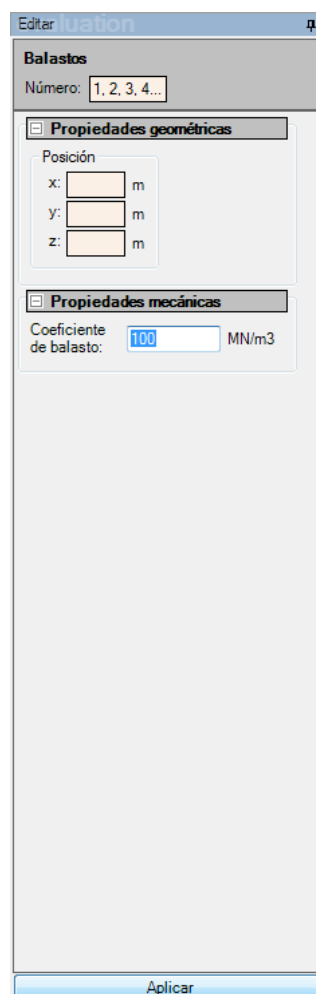 Editar luation
Balastos
Número: 1, 2, 3, 4...
Propiedades geométricas
Posición
x: m
y: m
z: m
Propiedades mecánicas
Coeficiente
de balasto: 100 MN/m3
Aplicar